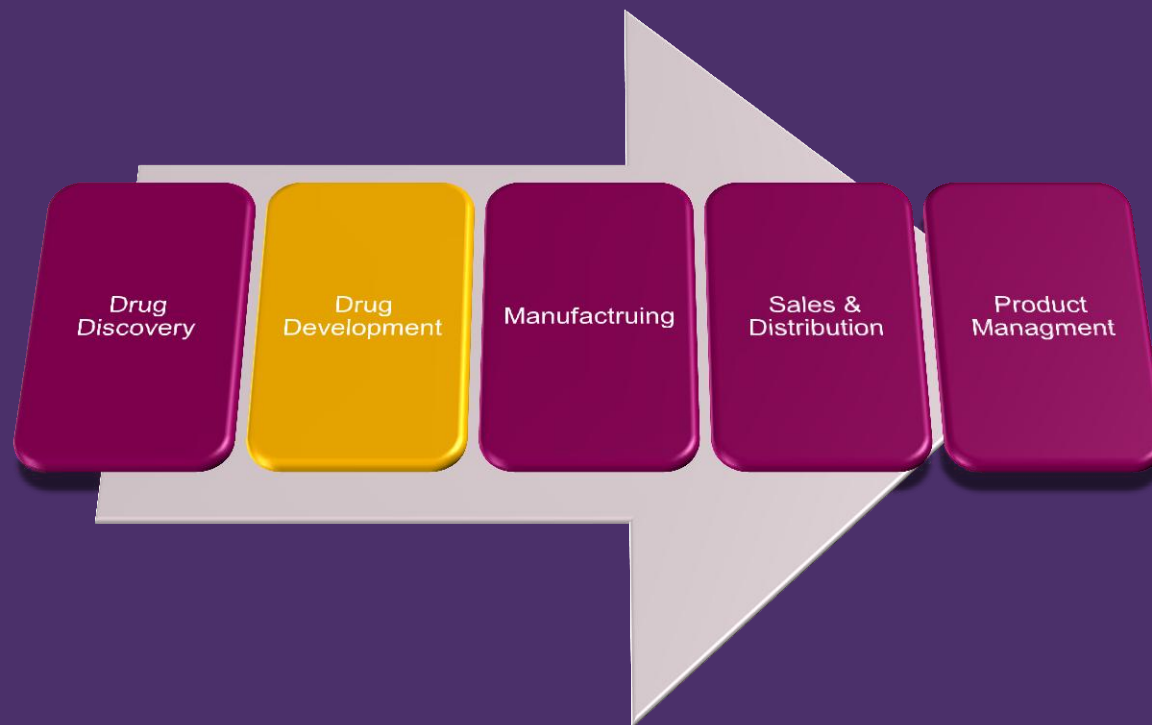 Drug
Discovery
Drug
Development
Manufactruing
Sales &
Distribution
Product
Managment